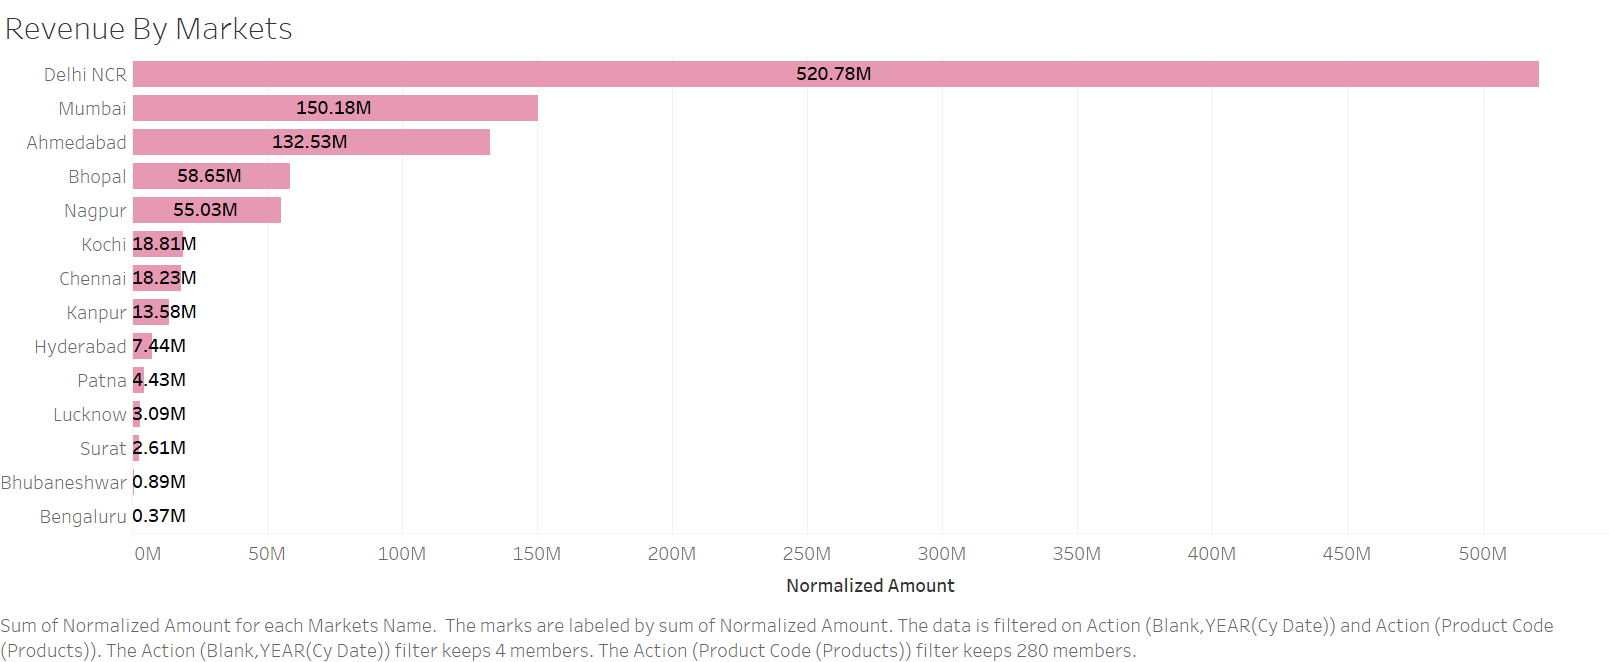 Revenue By Markets
Delhi NCR 520.78M
Mumbai 150.18M
Ahmedabad 132.53M
Bhopal 58.65M
Nagpur 55.03M
Kochi 18.81M
Chennai 18.23M
Kanpur 13.58M
Hyderabad 7.44M
Patna 4.43M
Lucknow 3.09M
Surat 2.61M
Bhubaneshwar 0.89M
Bengaluru 0.37M
0M 50M 100M 150M 200M 250M 300M 350M 400M 450M 500M
Normalized Amount
Sum of Normalized Amount for each Markets Name.  The marks are labeled by sum of Normalized Amount. The data is filtered on Action (Blank,YEAR(Cy Date)) and Action (Product Code
(Products)). The Action (Blank,YEAR(Cy Date)) filter keeps 4 members. The Action (Product Code (Products)) filter keeps 280 members.